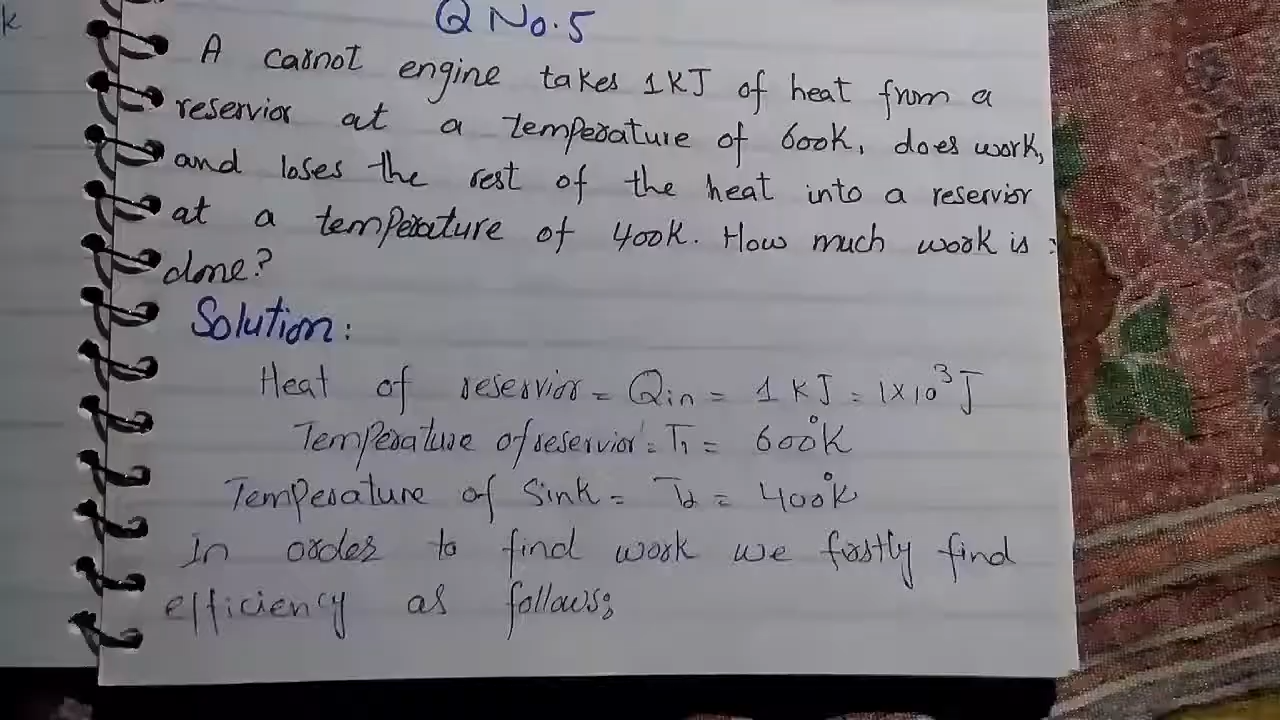 k
Q No.5
A carnot engine takes 1KJ of heat from a
reservior at a temperature of 600K, does work,
and loses the rest of the heat into a reservior
at a temperature of 400K. How much work is
done?
Solution:
Heat of reservior = Qin = 1 KJ = 1×10³J
Temperature of reservior = T1 = 600°K
Temperature of Sink = T2 = 400°K
In order to find work we firstly find
efficiency as follows;